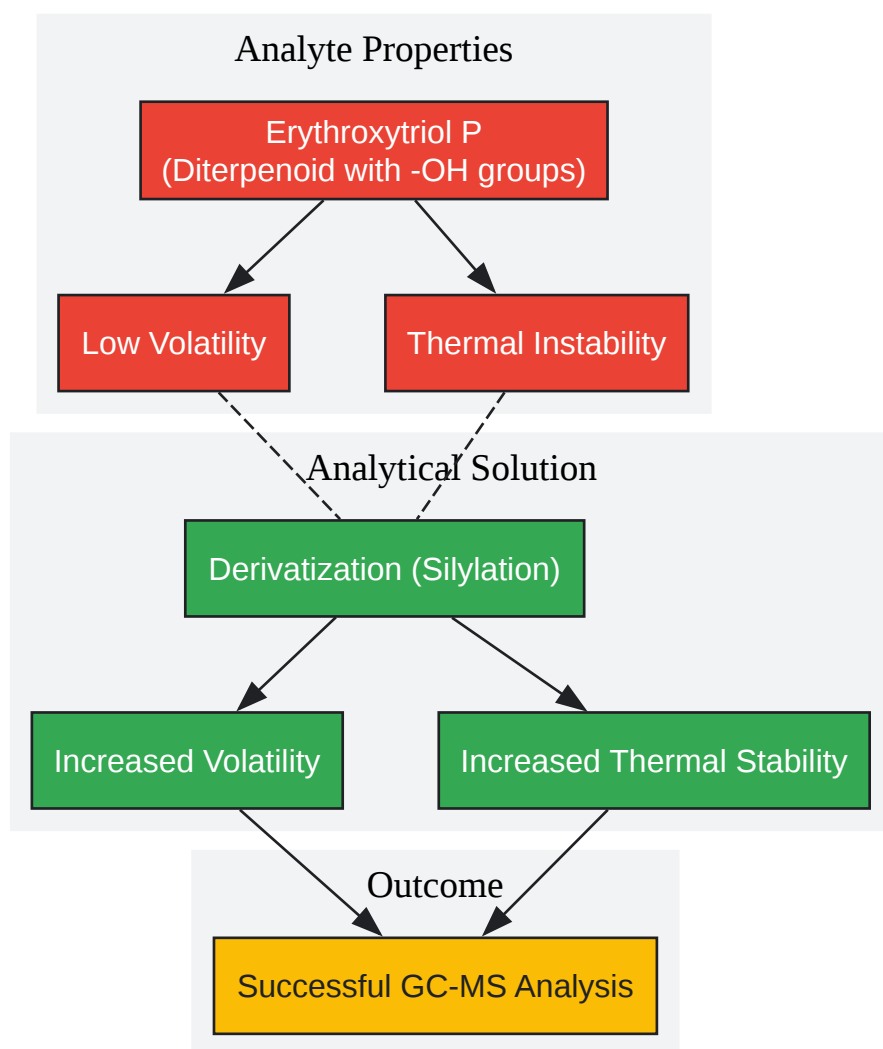 Analyte Properties
Erythroxytriol P
(Diterpenoid with -OH groups)
Low Volatility
Thermal Instability
Analytical Solution
Derivatization (Silylation)
Increased Volatility
Increased Thermal Stability
Outcome
Successful GC-MS Analysis